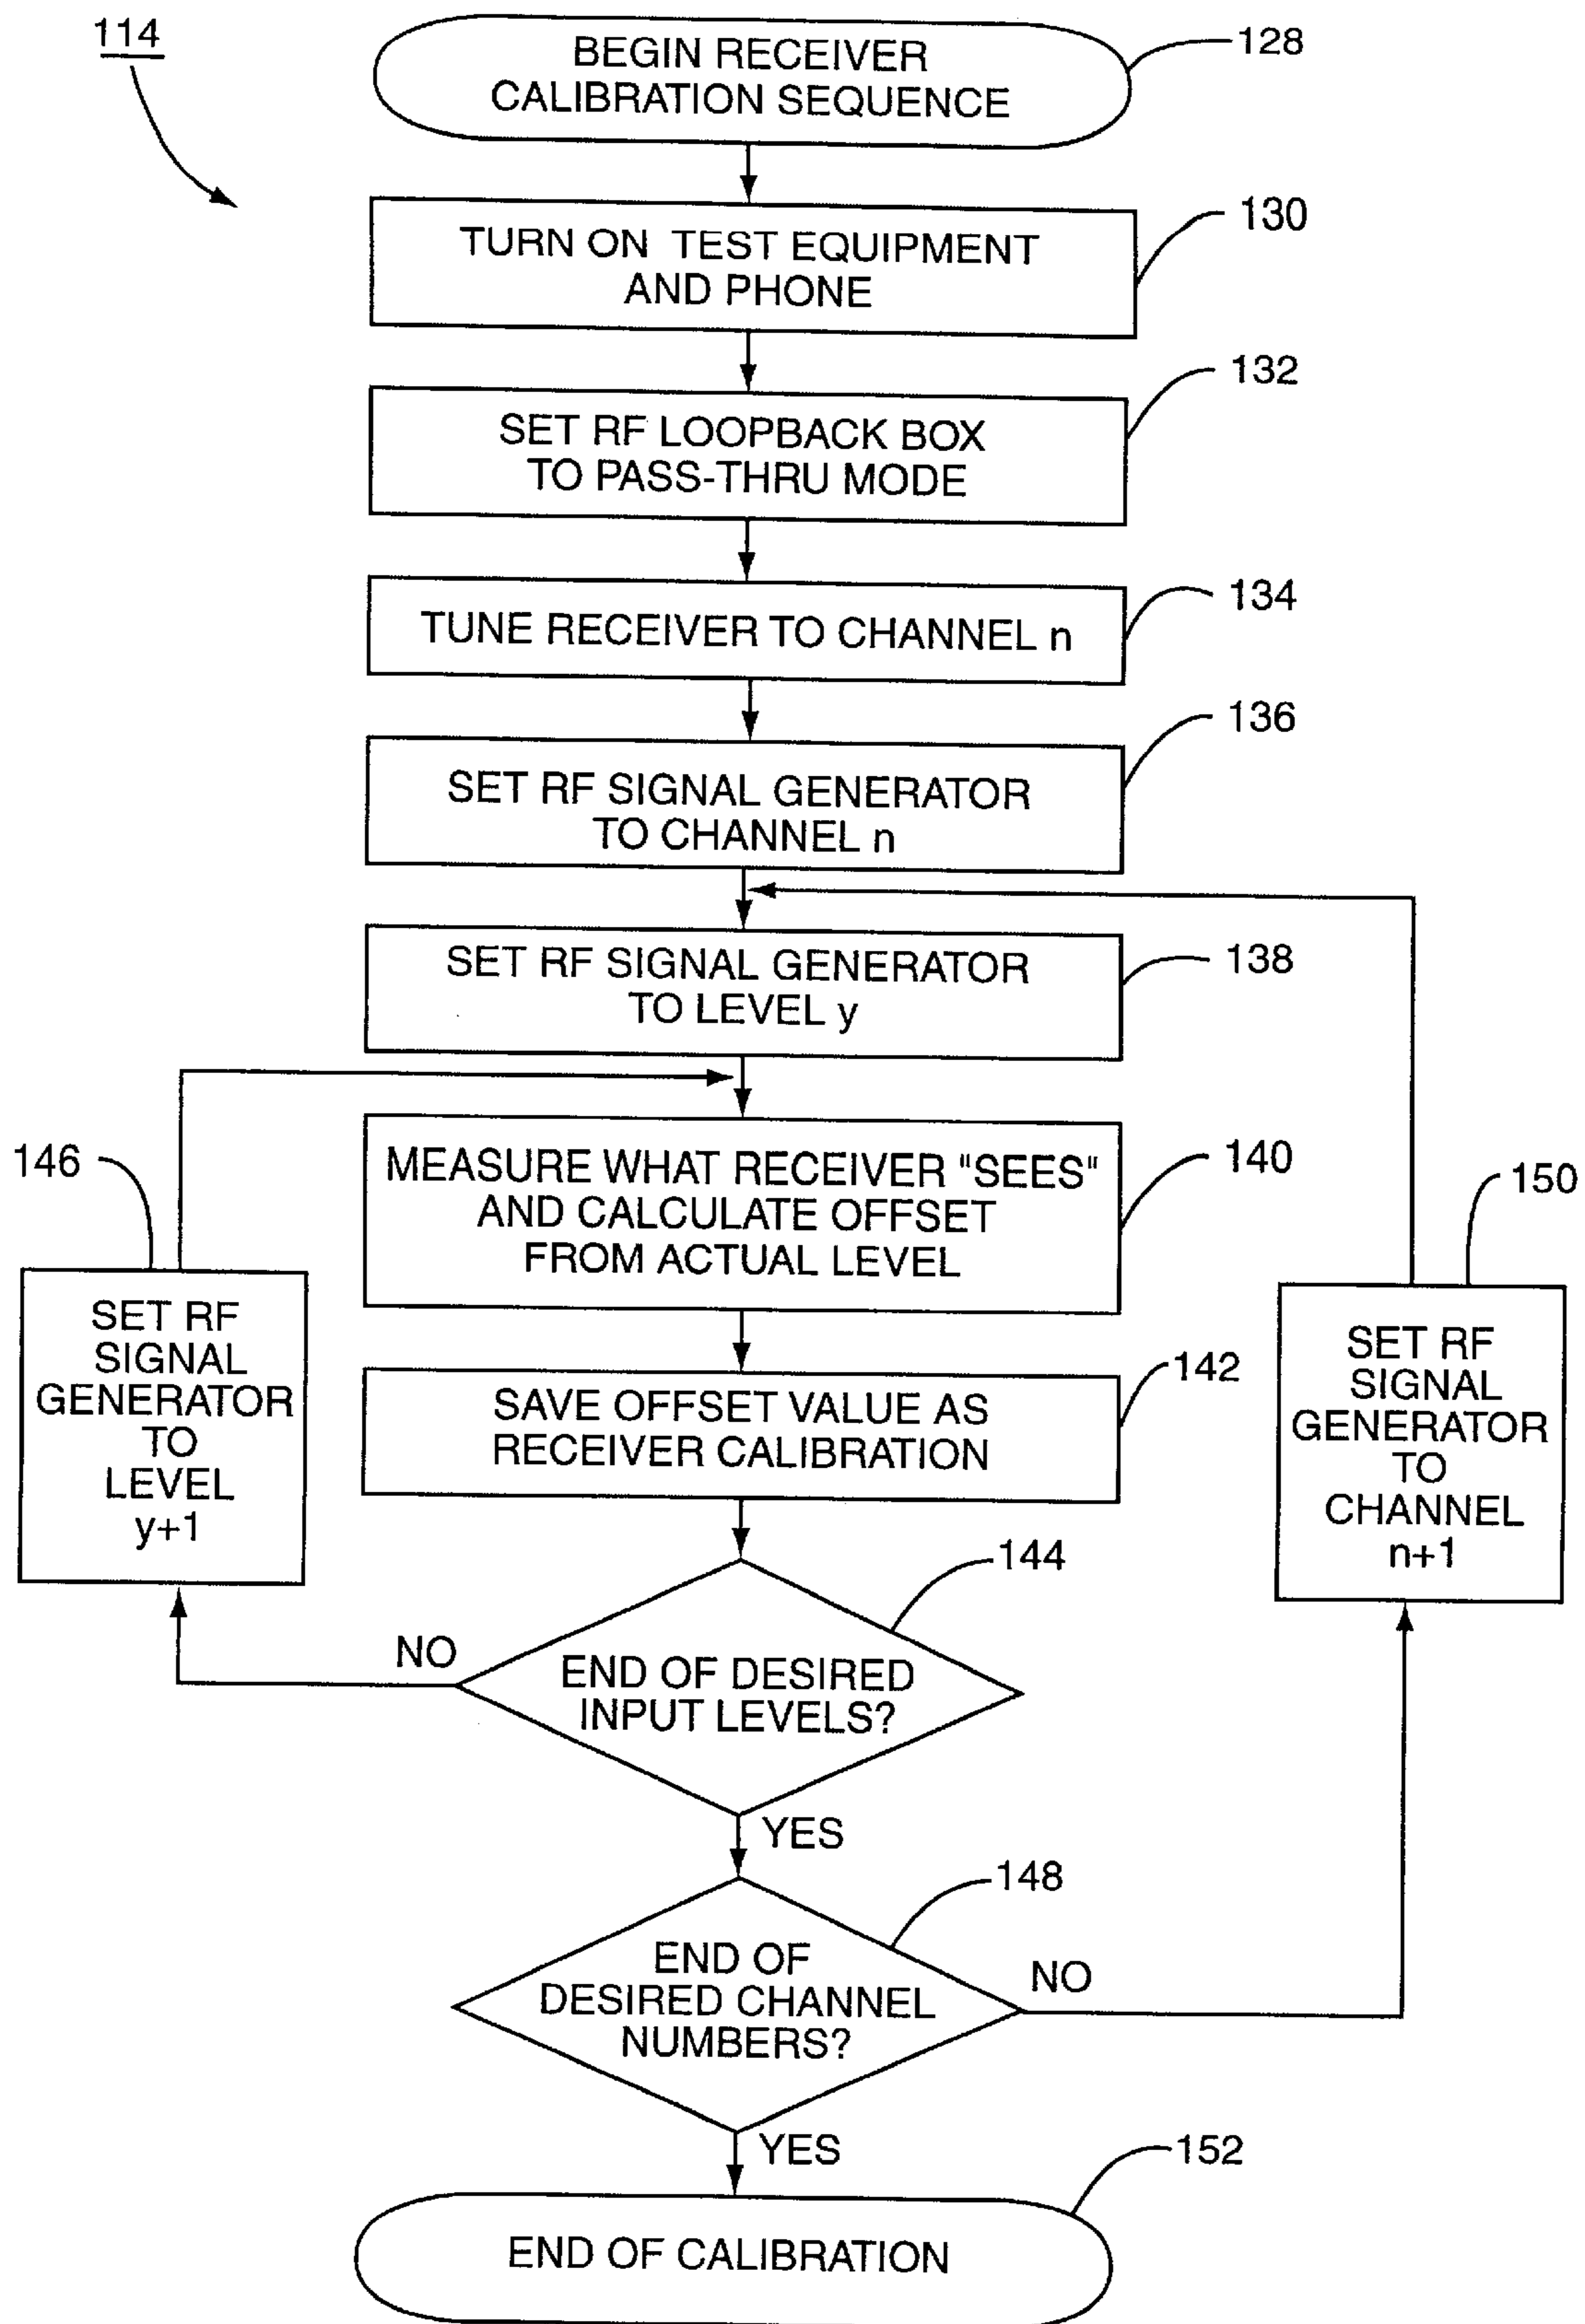 114
BEGIN RECEIVER
CALIBRATION SEQUENCE
128
TURN ON TEST EQUIPMENT
AND PHONE
130
SET RF LOOPBACK BOX
TO PASS-THRU MODE
132
TUNE RECEIVER TO CHANNEL n
134
SET RF SIGNAL GENERATOR
TO CHANNEL n
136
SET RF SIGNAL GENERATOR
TO LEVEL y
138
MEASURE WHAT RECEIVER "SEES"
AND CALCULATE OFFSET
FROM ACTUAL LEVEL
140
146
SET RF
SIGNAL
GENERATOR
TO
LEVEL
y+1
150
SET RF
SIGNAL
GENERATOR
TO
CHANNEL
n+1
SAVE OFFSET VALUE AS
RECEIVER CALIBRATION
142
144
NO
END OF DESIRED
INPUT LEVELS?
YES
148
END OF
DESIRED CHANNEL
NUMBERS?
NO
YES
152
END OF CALIBRATION